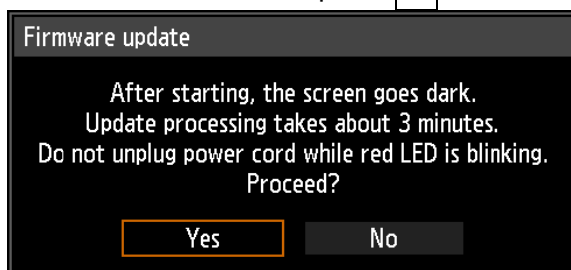 Firmware update
After starting, the screen goes dark.
Update processing takes about 3 minutes.
Do not unplug power cord while red LED is blinking.
Proceed?
Yes No